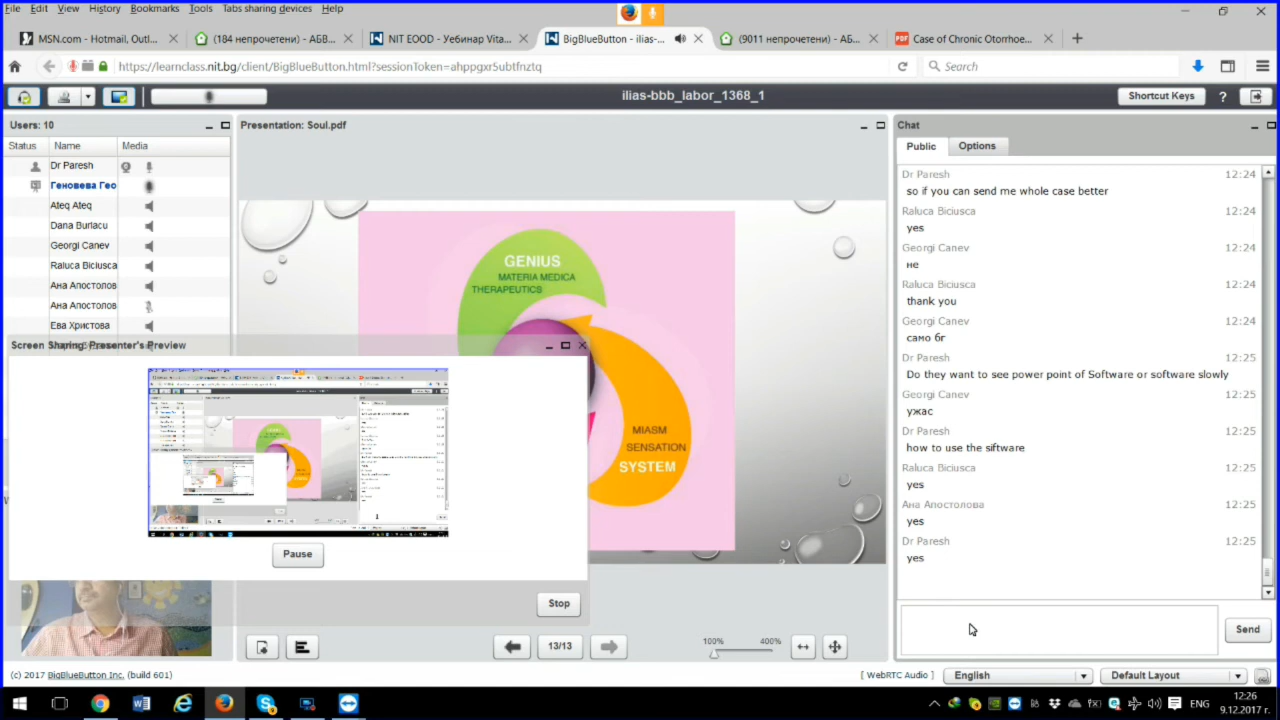 File Edit View History Bookmarks Tools Tabs sharing devices Help
MSN.com - Hotmail, Outl...
(184 непрочетени) - АБВ...
NIT EOOD - Уебинар Vita...
BigBlueButton - ilias-...
(9011 непрочетени) - АБ...
Case of Chronic Otorrhoe...
https://learnclass.nit.bg/client/BigBlueButton.html?sessionToken=ahppgxr5ubtfnztq
Search
ilias-bbb_labor_1368_1
Shortcut Keys
?
Users: 10
Status Name Media
Dr Paresh
Геновева Гео
Ateq Ateq
Dana Burlacu
Georgi Canev
Raluca Biciusca
Ана Апостолов
Ана Апостолов
Ева Христова
Screen Sharing: Presenter's Preview
Pause
Stop
Presentation: Soul.pdf
GENIUS
MATERIA MEDICA
THERAPEUTICS
MIASM
SENSATION
SYSTEM
13/13
100% 400%
Chat
Public Options
Dr Paresh 12:24
so if you can send me whole case better
Raluca Biciusca 12:24
yes
Georgi Canev 12:24
не
Raluca Biciusca 12:24
thank you
Georgi Canev 12:24
само бг
Dr Paresh 12:25
Do they want to see power point of Software or software slowly
Georgi Canev 12:25
ужас
Dr Paresh 12:25
how to use the siftware
Raluca Biciusca 12:25
yes
Ана Апостолова 12:25
yes
Dr Paresh 12:25
yes
Send
(c) 2017 BigBlueButton Inc. (build 601)
[ WebRTC Audio ]
English
Default Layout
ENG
12:26
9.12.2017 г.